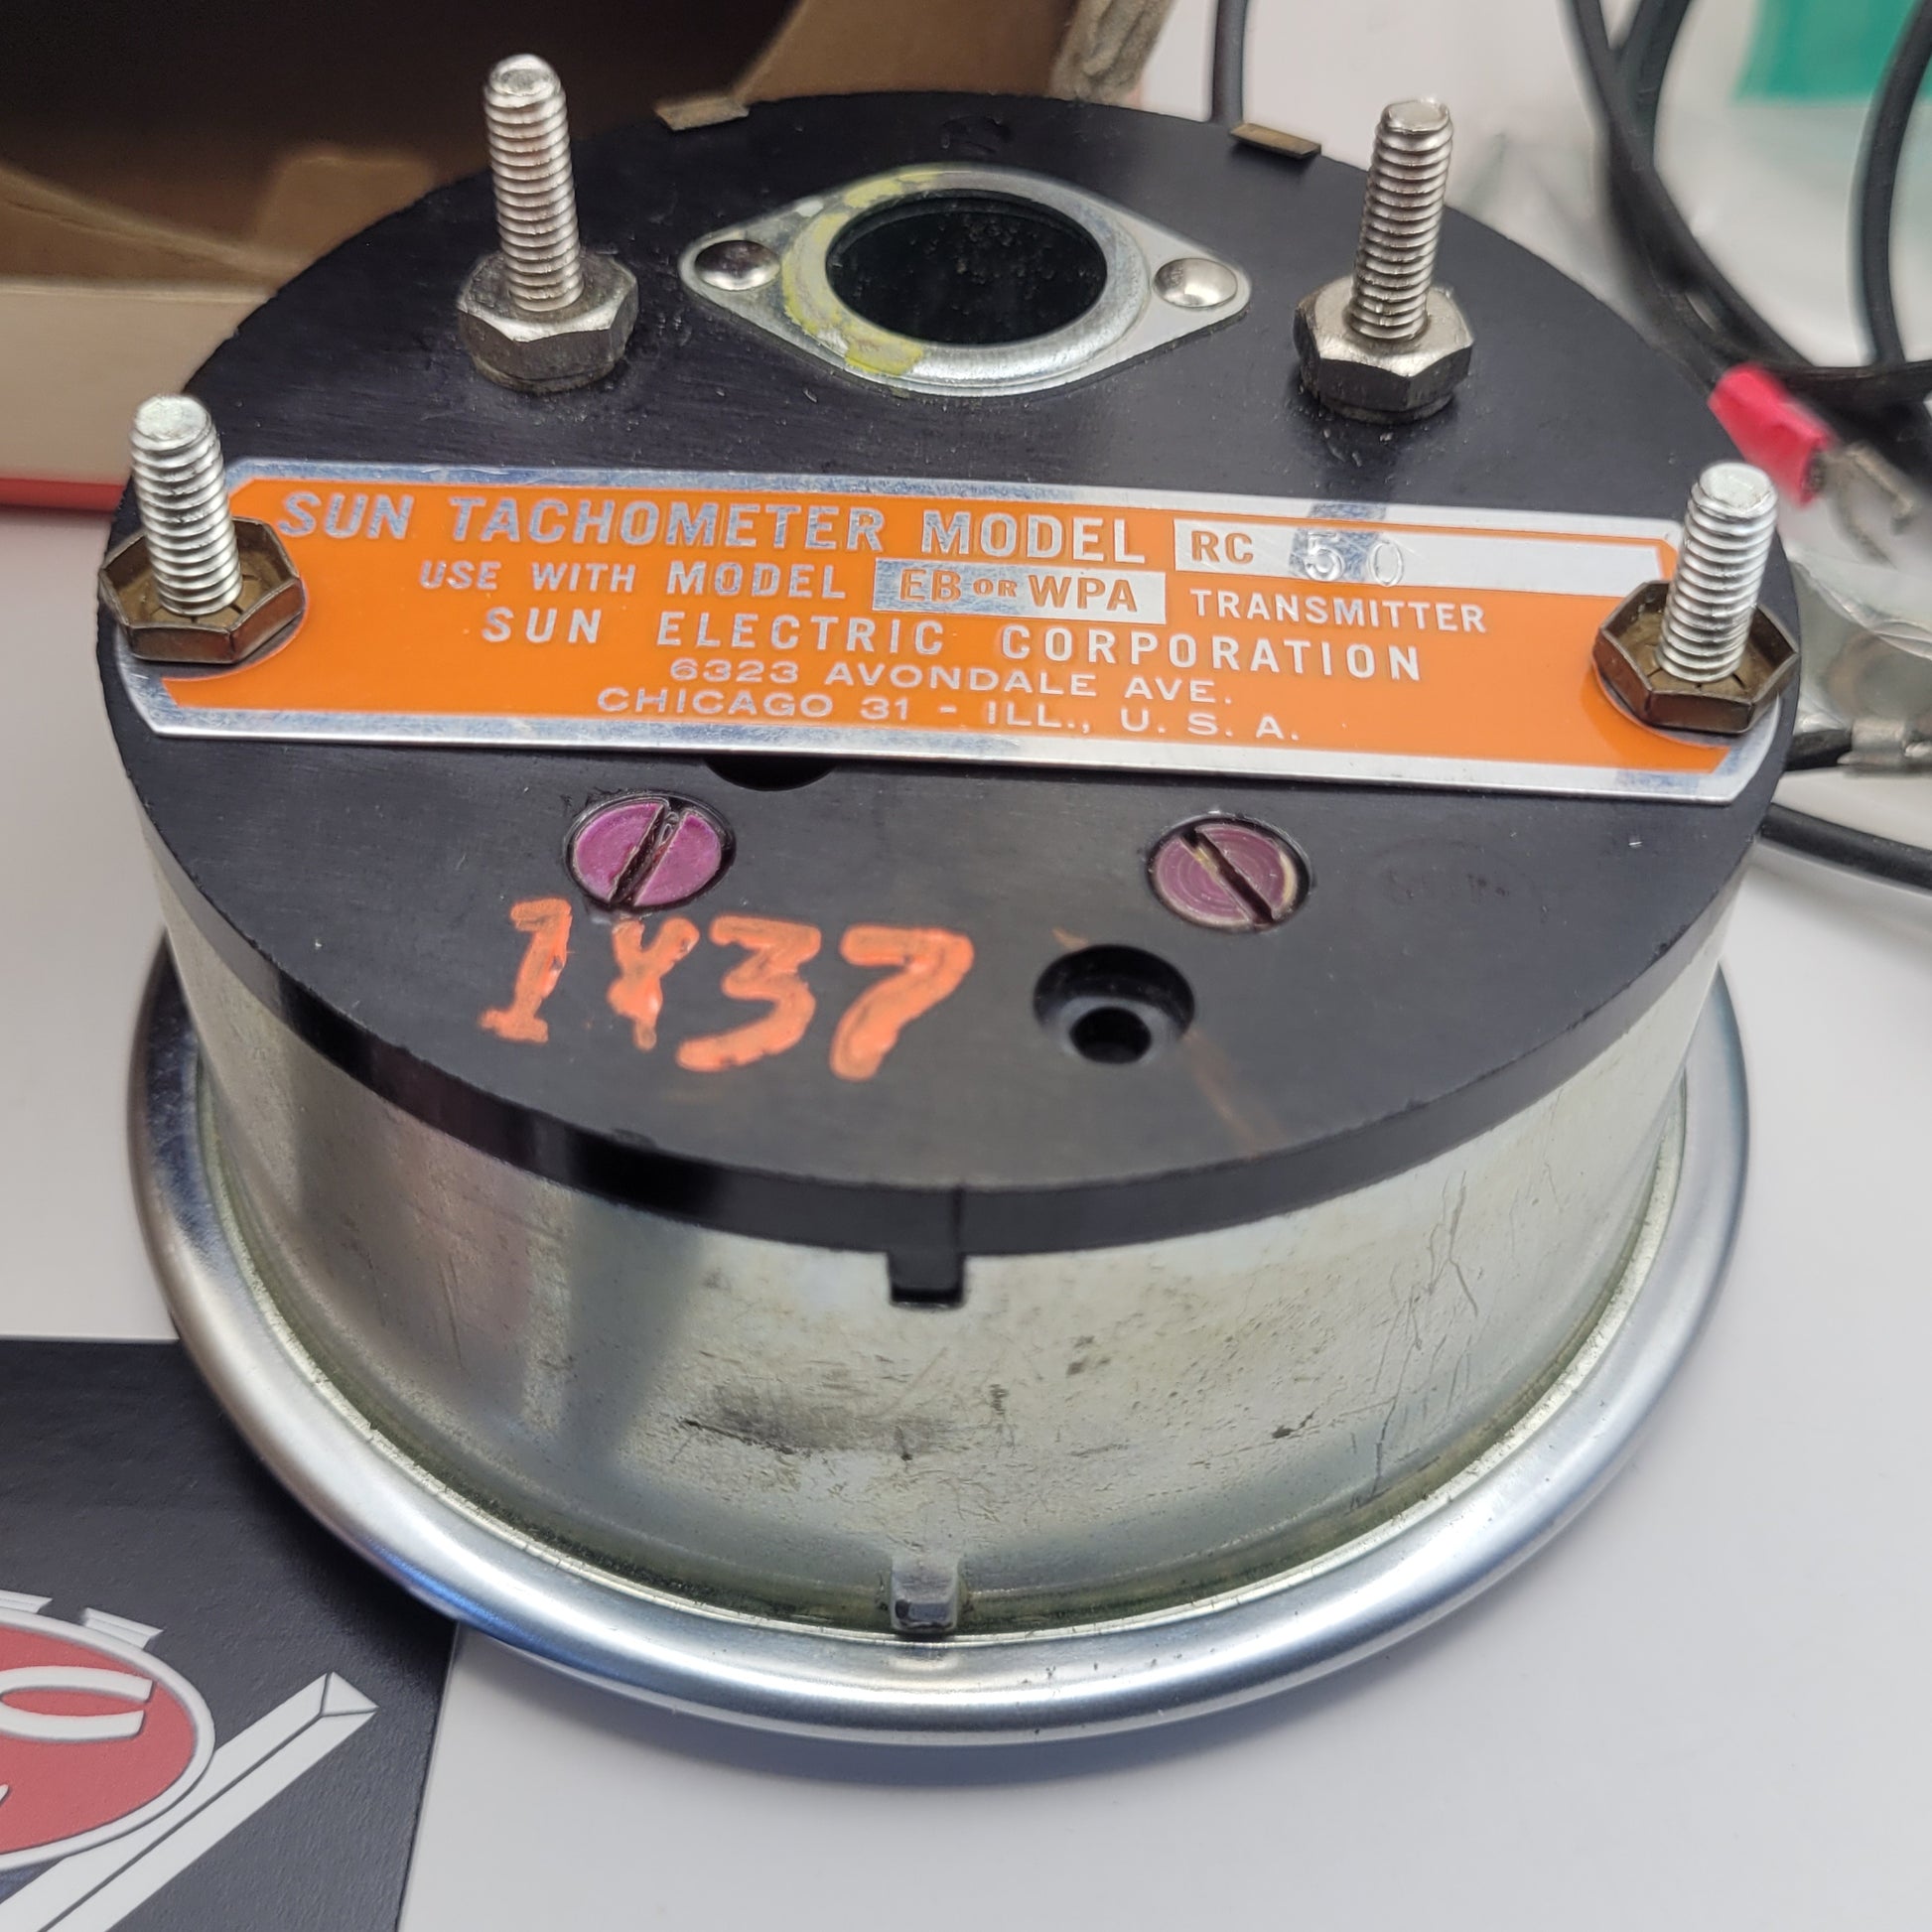 SUN TACHOMETER MODEL RC 50
USE WITH MODEL EB OR WPA TRANSMITTER
SUN ELECTRIC CORPORATION
6323 AVONDALE AVE.
CHICAGO 31 - ILL., U. S. A.
1437